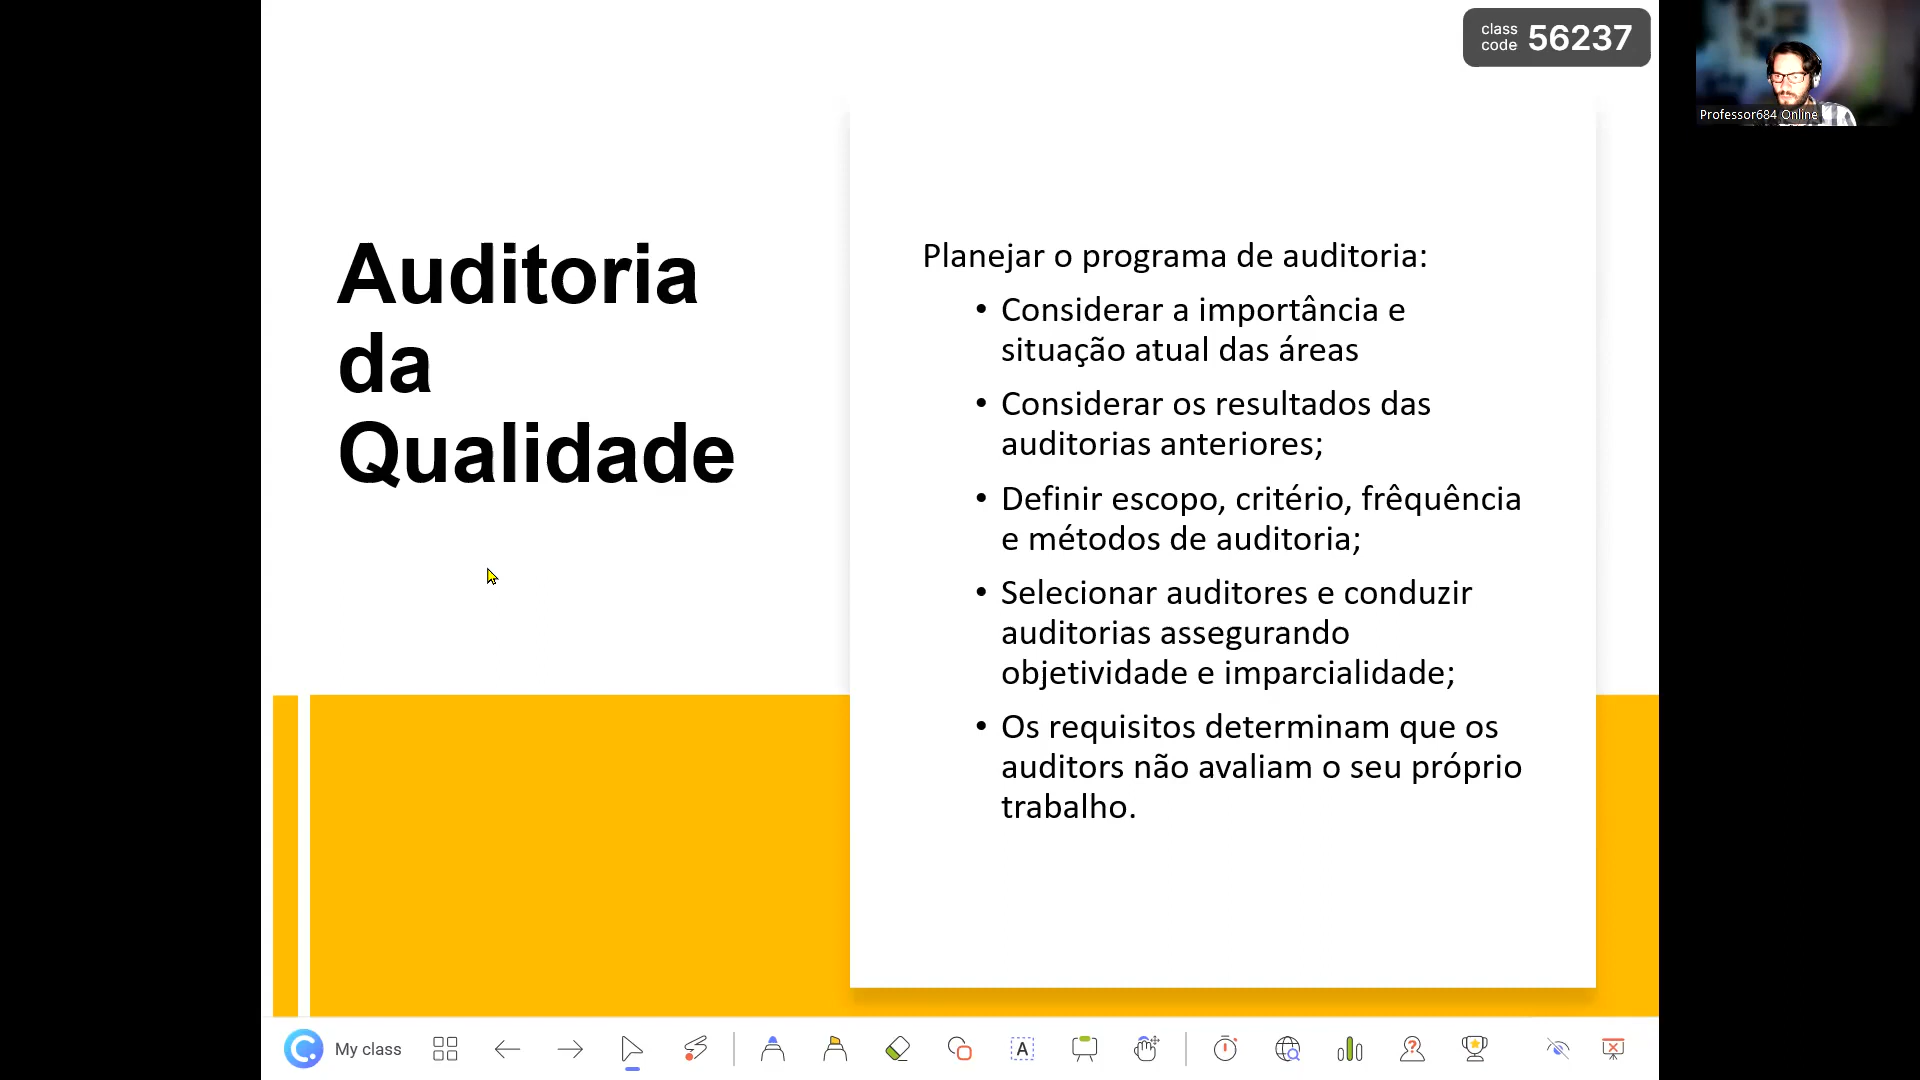 class
code 56237
Professor684 Online
Auditoria
da
Qualidade
Planejar o programa de auditoria:
• Considerar a importância e
situação atual das áreas
• Considerar os resultados das
auditorias anteriores;
• Definir escopo, critério, frêquência
e métodos de auditoria;
• Selecionar auditores e conduzir
auditorias assegurando
objetividade e imparcialidade;
• Os requisitos determinam que os
auditors não avaliam o seu próprio
trabalho.
My class